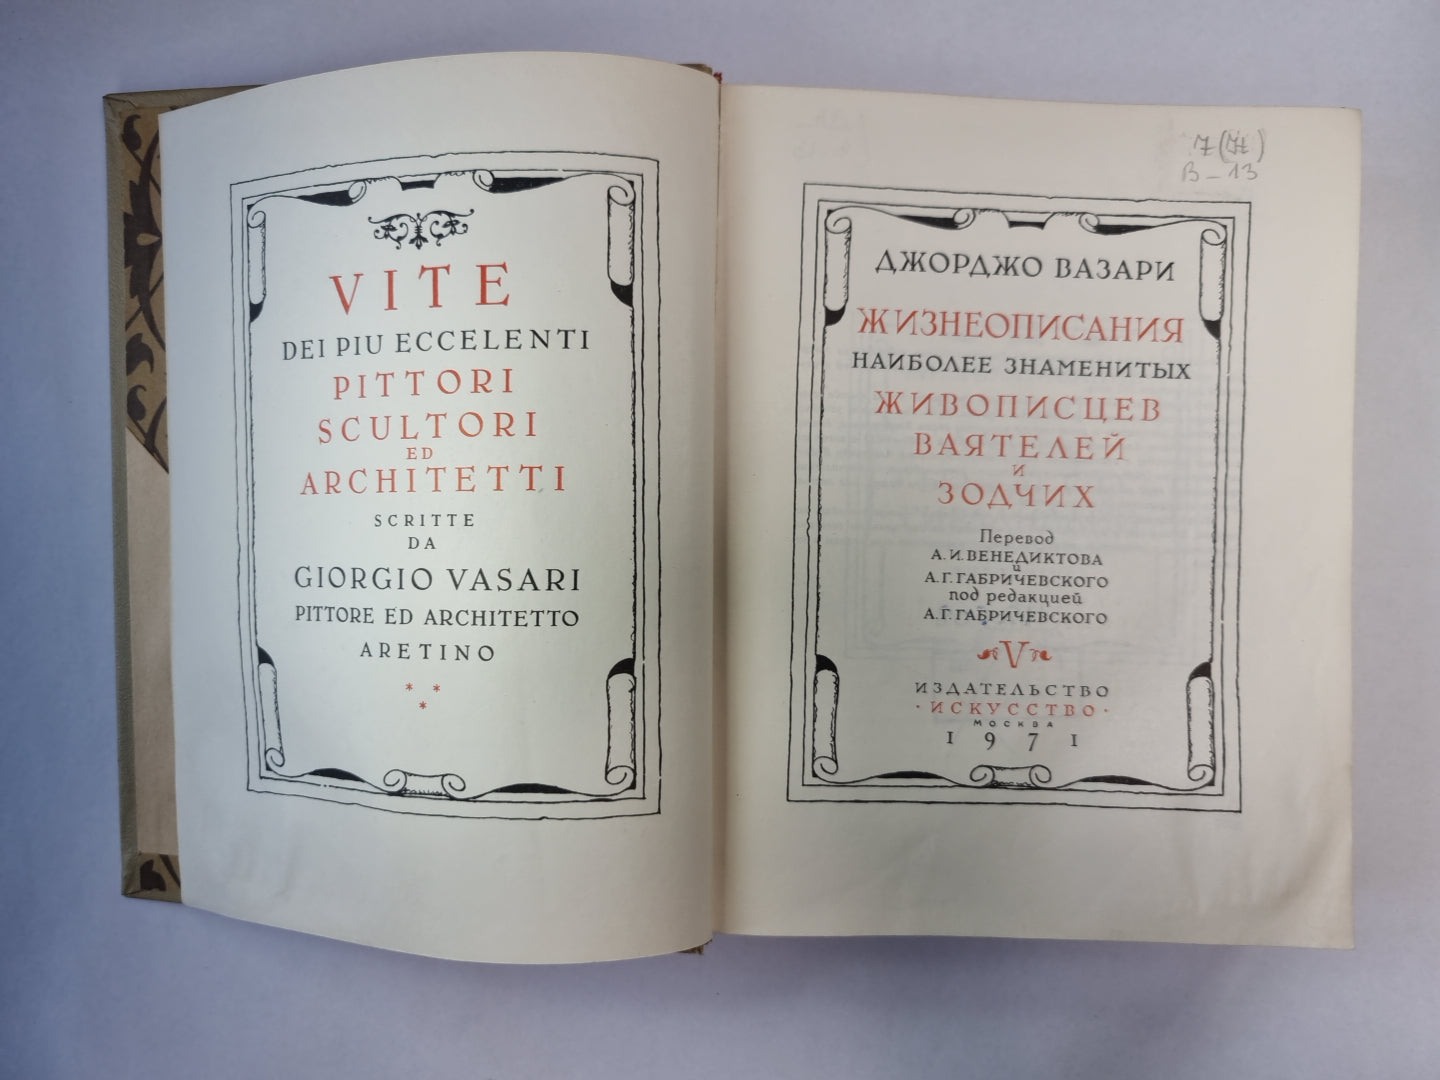 VITE
DEI PIU ECCELENTI
PITTORI
SCULTORI
ED
ARCHITETTI
SCRITTE
DA
GIORGIO VASARI
PITTORE ED ARCHITETTO
ARETINO
* *
*
7(И)
В-13
ДЖОРДЖО ВАЗАРИ
ЖИЗНЕОПИСАНИЯ
НАИБОЛЕЕ ЗНАМЕНИТЫХ
ЖИВОПИСЦЕВ
ВАЯТЕЛЕЙ
И
ЗОДЧИХ
Перевод
А. И. ВЕНЕДИКТОВА
и
А. Г. ГАБРИЧЕВСКОГО
под редакцией
А. Г. ГАБРИЧЕВСКОГО
V
ИЗДАТЕЛЬСТВО
·ИСКУССТВО·
МОСКВА
1971